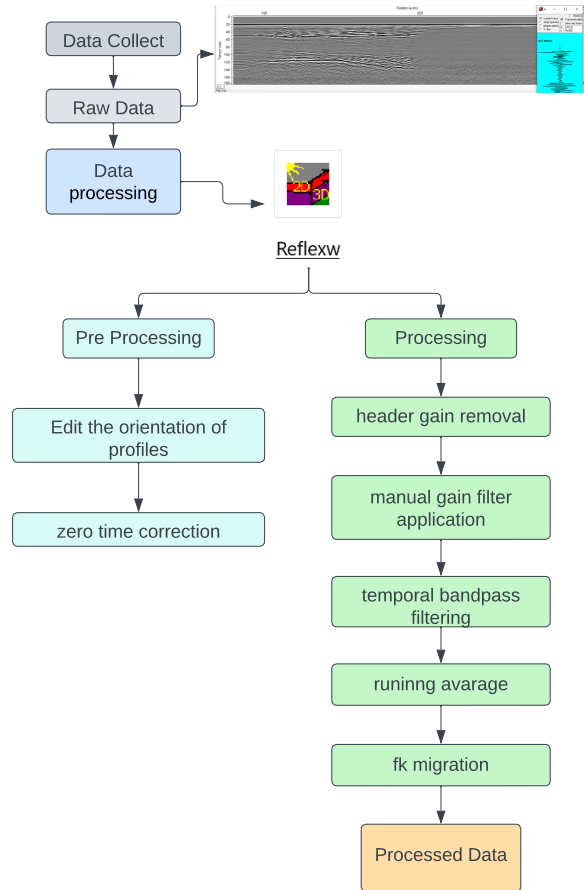 Data Collect
Raw Data
Data
processing
2D
3D
Reflexw
Pre Processing
Edit the orientation of
profiles
zero time correction
Processing
header gain removal
manual gain filter
application
temporal bandpass
filtering
runinng avarage
fk migration
Processed Data